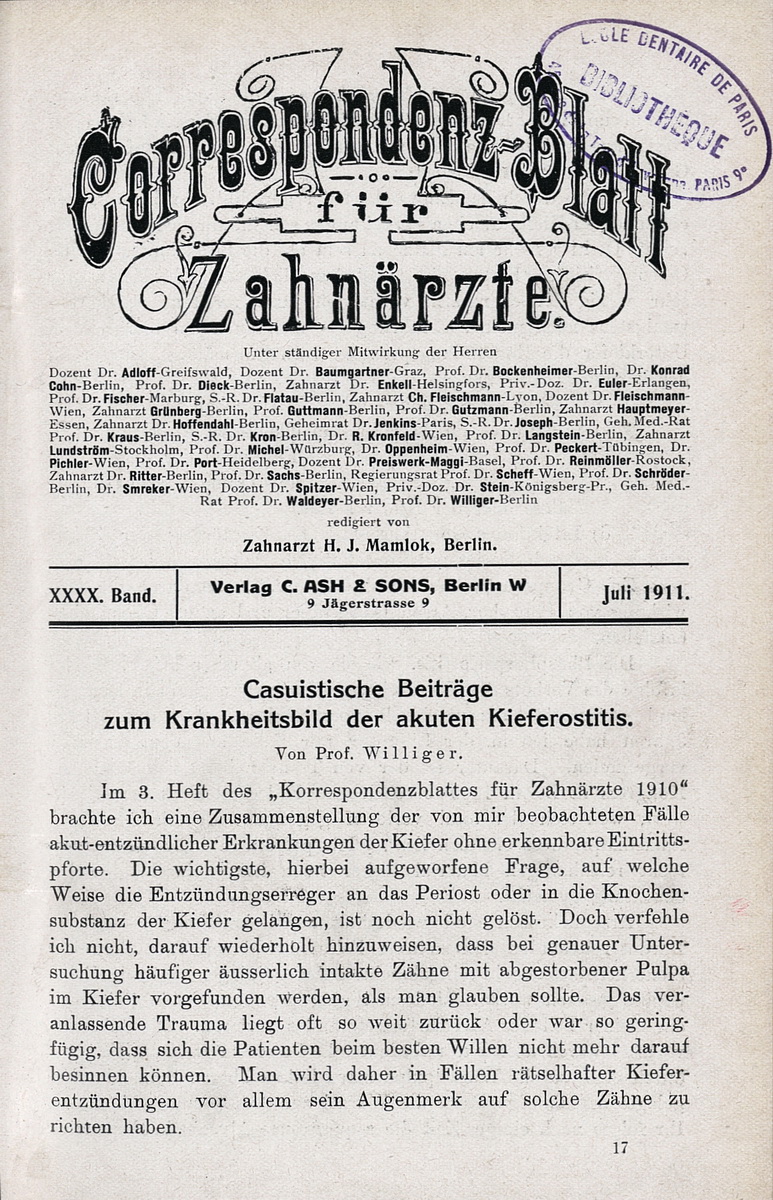 Correspondenz-Blatt
für
Zahnärzte.
DENTAIRE DE PARIS
BIBLIOTHÈQUE
PARIS 9e
Unter ständiger Mitwirkung der Herren
Dozent Dr. Adloff-Greifswald, Dozent Dr. Baumgartner-Graz, Prof. Dr. Bockenheimer-Berlin, Dr. Konrad
Cohn-Berlin, Prof. Dr. Dieck-Berlin, Zahnarzt Dr. Enkell-Helsingfors, Priv.-Doz. Dr. Euler-Erlangen,
Prof. Dr. Fischer-Marburg, S.-R. Dr. Flatau-Berlin, Zahnarzt Ch. Fleischmann-Lyon, Dozent Dr. Fleischmann-
Wien, Zahnarzt Grünberg-Berlin, Prof. Guttmann-Berlin, Prof. Dr. Gutzmann-Berlin, Zahnarzt Hauptmeyer-
Essen, Zahnarzt Dr. Hoffendahl-Berlin, Geheimrat Dr. Jenkins-Paris, S.-R. Dr. Joseph-Berlin, Geh. Med.-Rat
Prof. Dr. Kraus-Berlin, S.-R. Dr. Kron-Berlin, Dr. R. Kronfeld-Wien, Prof. Dr. Langstein-Berlin, Zahnarzt
Lundström-Stockholm, Prof. Dr. Michel-Würzburg, Dr. Oppenheim-Wien, Prof. Dr. Peckert-Tübingen, Dr.
Pichler-Wien, Prof. Dr. Port-Heidelberg, Dozent Dr. Preiswerk-Maggi-Basel, Prof. Dr. Reinmöller-Rostock,
Zahnarzt Dr. Ritter-Berlin, Prof. Dr. Sachs-Berlin, Regierungsrat Prof. Dr. Scheff-Wien, Prof. Dr. Schröder-
Berlin, Dr. Smreker-Wien, Dozent Dr. Spitzer-Wien, Priv.-Doz. Dr. Stein-Königsberg-Pr., Geh. Med.-
Rat Prof. Dr. Waldeyer-Berlin, Prof. Dr. Williger-Berlin
redigiert von
Zahnarzt H. J. Mamlok, Berlin.
XXXX. Band.
Verlag C. ASH & SONS, Berlin W
9 Jägerstrasse 9
Juli 1911.
Casuistische Beiträge
zum Krankheitsbild der akuten Kieferostitis.
Von Prof. Williger.
Im 3. Heft des „Korrespondenzblattes für Zahnärzte 1910“
brachte ich eine Zusammenstellung der von mir beobachteten Fälle
akut-entzündlicher Erkrankungen der Kiefer ohne erkennbare Eintritts-
pforte. Die wichtigste, hierbei aufgeworfene Frage, auf welche
Weise die Entzündungserreger an das Periost oder in die Knochen-
substanz der Kiefer gelangen, ist noch nicht gelöst. Doch verfehle
ich nicht, darauf wiederholt hinzuweisen, dass bei genauer Unter-
suchung häufiger äusserlich intakte Zähne mit abgestorbener Pulpa
im Kiefer vorgefunden werden, als man glauben sollte. Das ver-
anlassende Trauma liegt oft so weit zurück oder war so gering-
fügig, dass sich die Patienten beim besten Willen nicht mehr darauf
besinnen können. Man wird daher in Fällen rätselhafter Kiefer-
entzündungen vor allem sein Augenmerk auf solche Zähne zu
richten haben.
17